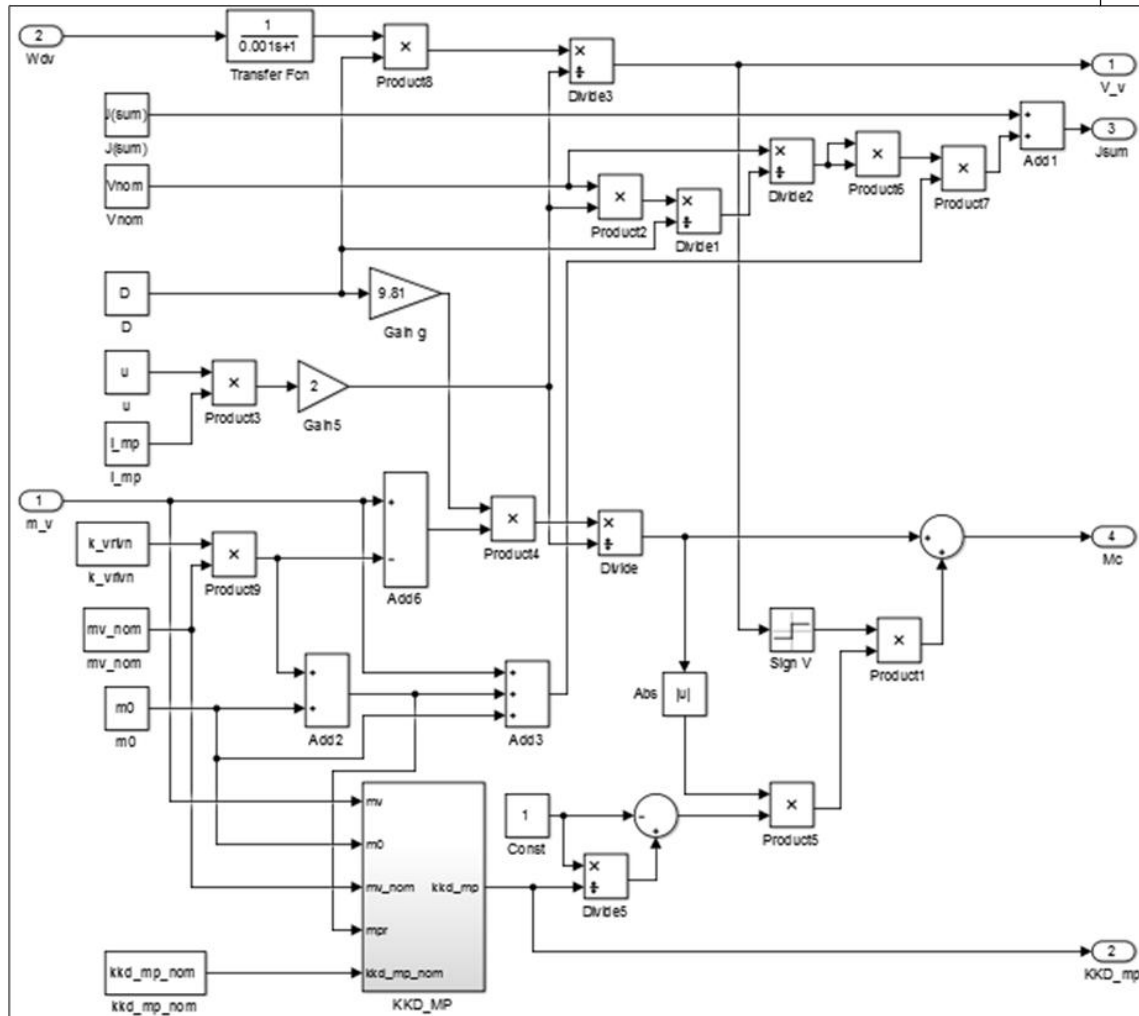 2
Wdv
1
0.001s+1
Transfer Fcn
×
Product8
×
÷
Divide3
1
V_v
J(sum)
J(sum)
+
+
Add1
3
Jsum
Vnom
Vnom
×
Product2
×
÷
Divide1
×
÷
Divide2
×
Product6
×
Product7
D
D
9.81
Gain g
u
u
×
Product3
2
Gain5
i_mp
i_mp
1
m_v
+
−
Add6
×
Product4
×
÷
Divide
+
+
4
Mc
k_vrivn
k_vrivn
×
Product9
mv_nom
mv_nom
Sign V
×
Product1
m0
m0
+
+
Add2
+
+
+
Add3
Abs
|u|
mv
m0
mv_nom
mpr
kkd_mp_nom
kkd_mp
KKD_MP
1
Const
−
+
×
÷
Divide5
×
Product5
kkd_mp_nom
kkd_mp_nom
2
KKD_mp